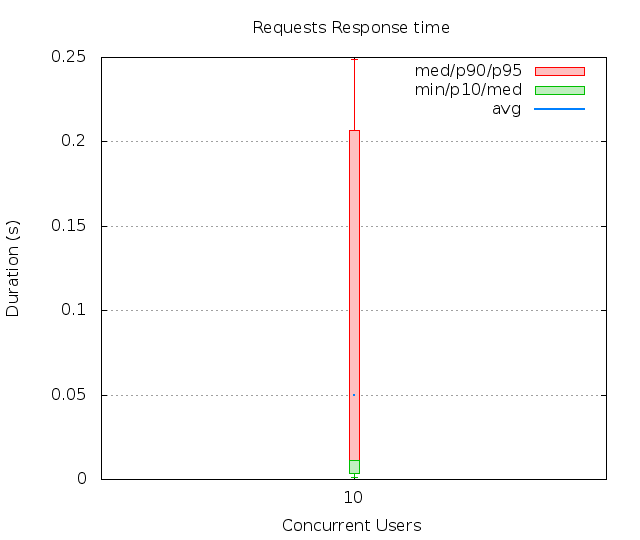 Requests Response time
0.25
med/p90/p95
min/p10/med
avg
0.2
0.15
0.1
0.05
0
Duration (s)
10
Concurrent Users